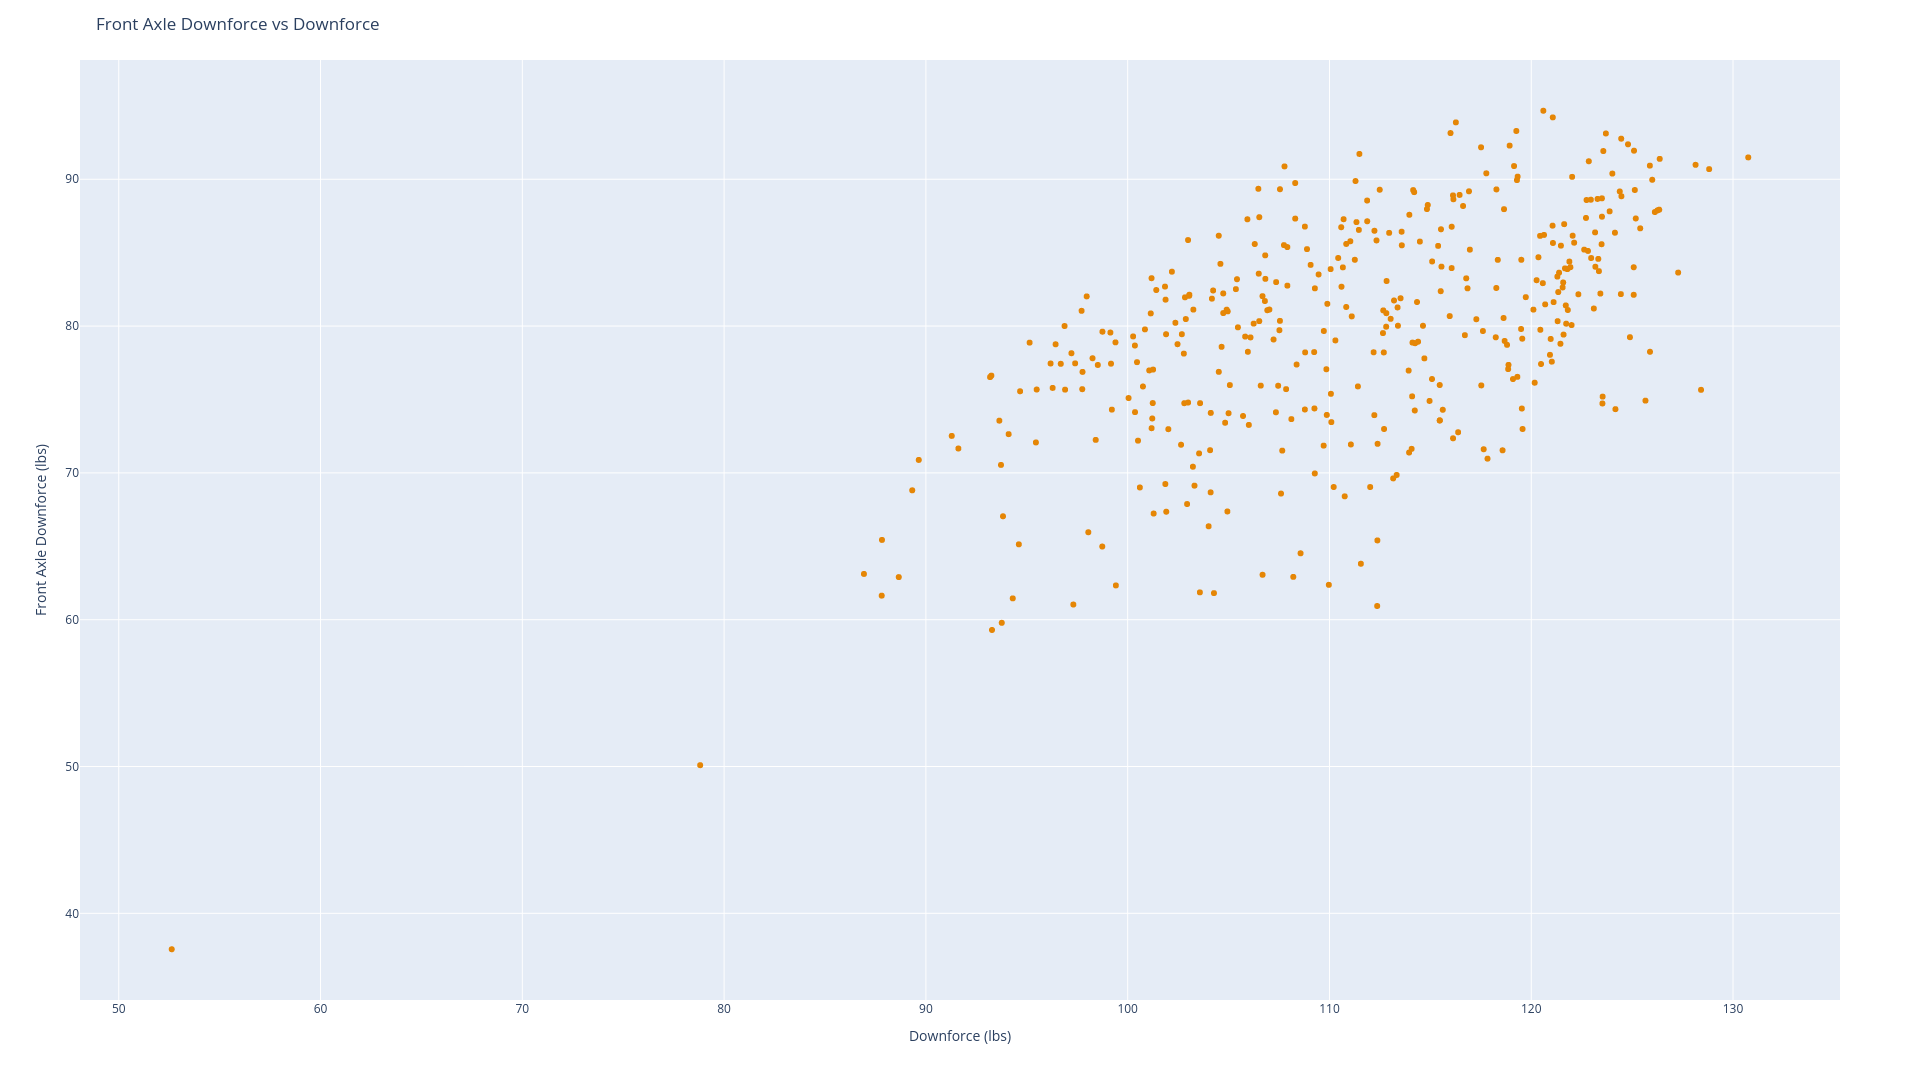 Front Axle Downforce vs Downforce
Front Axle Downforce (lbs)
90
80
70
60
50
40
50 60 70 80 90 100 110 120 130
Downforce (lbs)